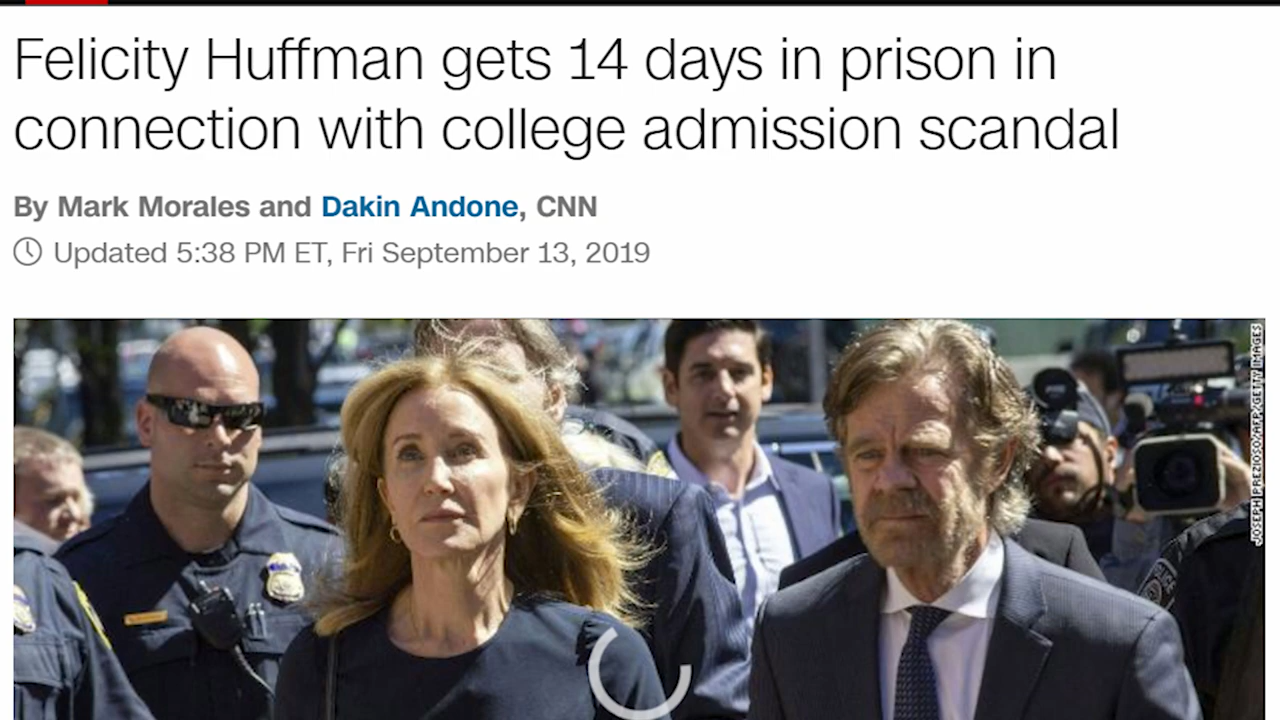 Felicity Huffman gets 14 days in prison in
connection with college admission scandal
By Mark Morales and Dakin Andone, CNN
Updated 5:38 PM ET, Fri September 13, 2019
JOSEPH PREZIOSO/AFP/GETTY IMAGES